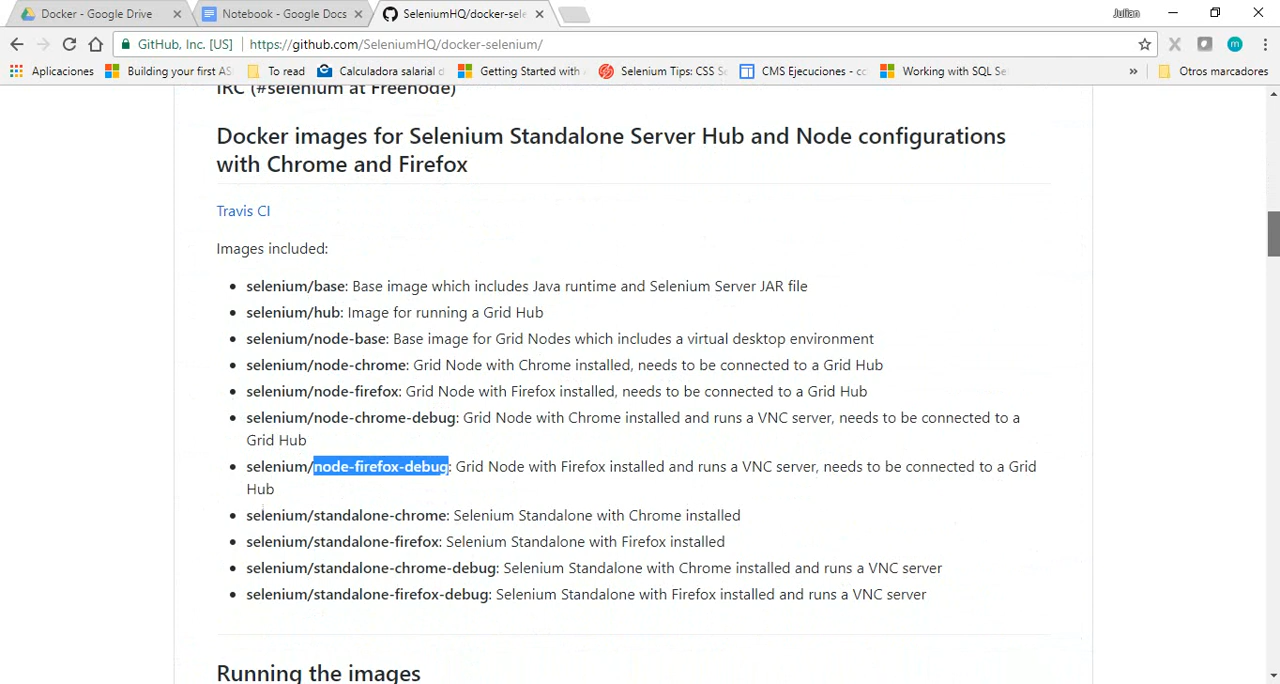 Docker - Google Drive
Notebook - Google Docs
SeleniumHQ/docker-sele
Julian
GitHub, Inc. [US]
https://github.com/SeleniumHQ/docker-selenium/
Aplicaciones
Building your first AS
To read
Calculadora salarial d
Getting Started with
Selenium Tips: CSS S
CMS Ejecuciones - cc
Working with SQL Se
»
Otros marcadores
IRC (#selenium at Freenode)
Docker images for Selenium Standalone Server Hub and Node configurations
with Chrome and Firefox
Travis CI
Images included:
• selenium/base: Base image which includes Java runtime and Selenium Server JAR file
• selenium/hub: Image for running a Grid Hub
• selenium/node-base: Base image for Grid Nodes which includes a virtual desktop environment
• selenium/node-chrome: Grid Node with Chrome installed, needs to be connected to a Grid Hub
• selenium/node-firefox: Grid Node with Firefox installed, needs to be connected to a Grid Hub
• selenium/node-chrome-debug: Grid Node with Chrome installed and runs a VNC server, needs to be connected to a
Grid Hub
• selenium/node-firefox-debug: Grid Node with Firefox installed and runs a VNC server, needs to be connected to a Grid
Hub
• selenium/standalone-chrome: Selenium Standalone with Chrome installed
• selenium/standalone-firefox: Selenium Standalone with Firefox installed
• selenium/standalone-chrome-debug: Selenium Standalone with Chrome installed and runs a VNC server
• selenium/standalone-firefox-debug: Selenium Standalone with Firefox installed and runs a VNC server
Running the images